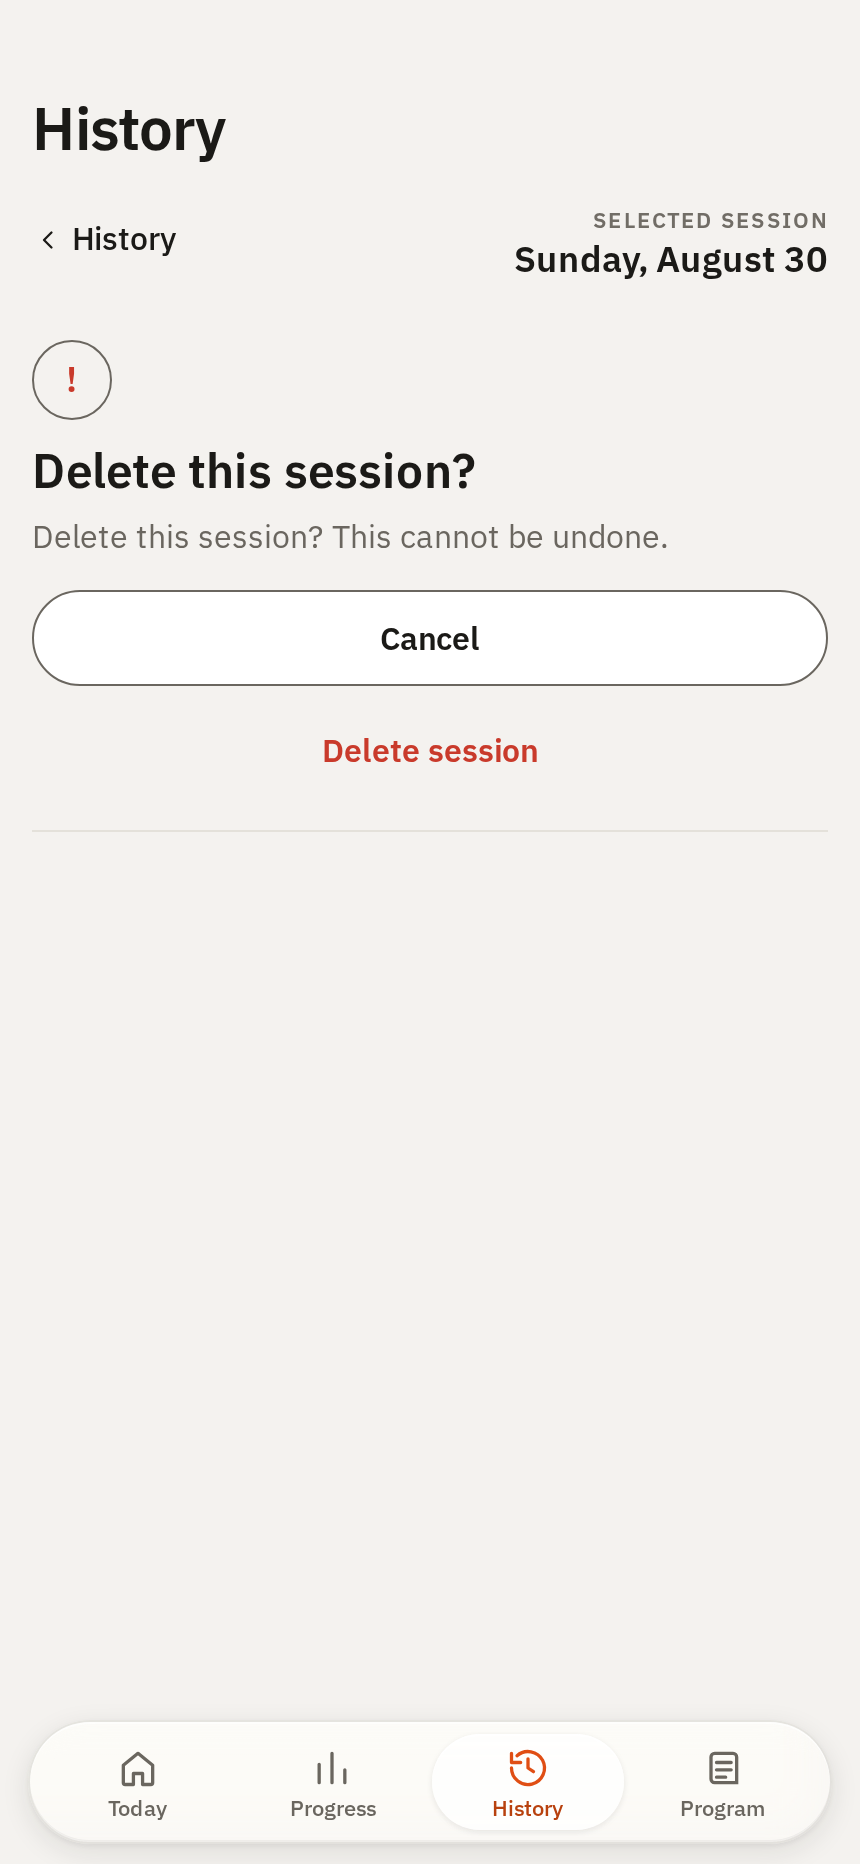 History
History
SELECTED SESSION
Sunday, August 30
!
Delete this session?
Delete this session? This cannot be undone.
Cancel
Delete session
Today
Progress
History
Program